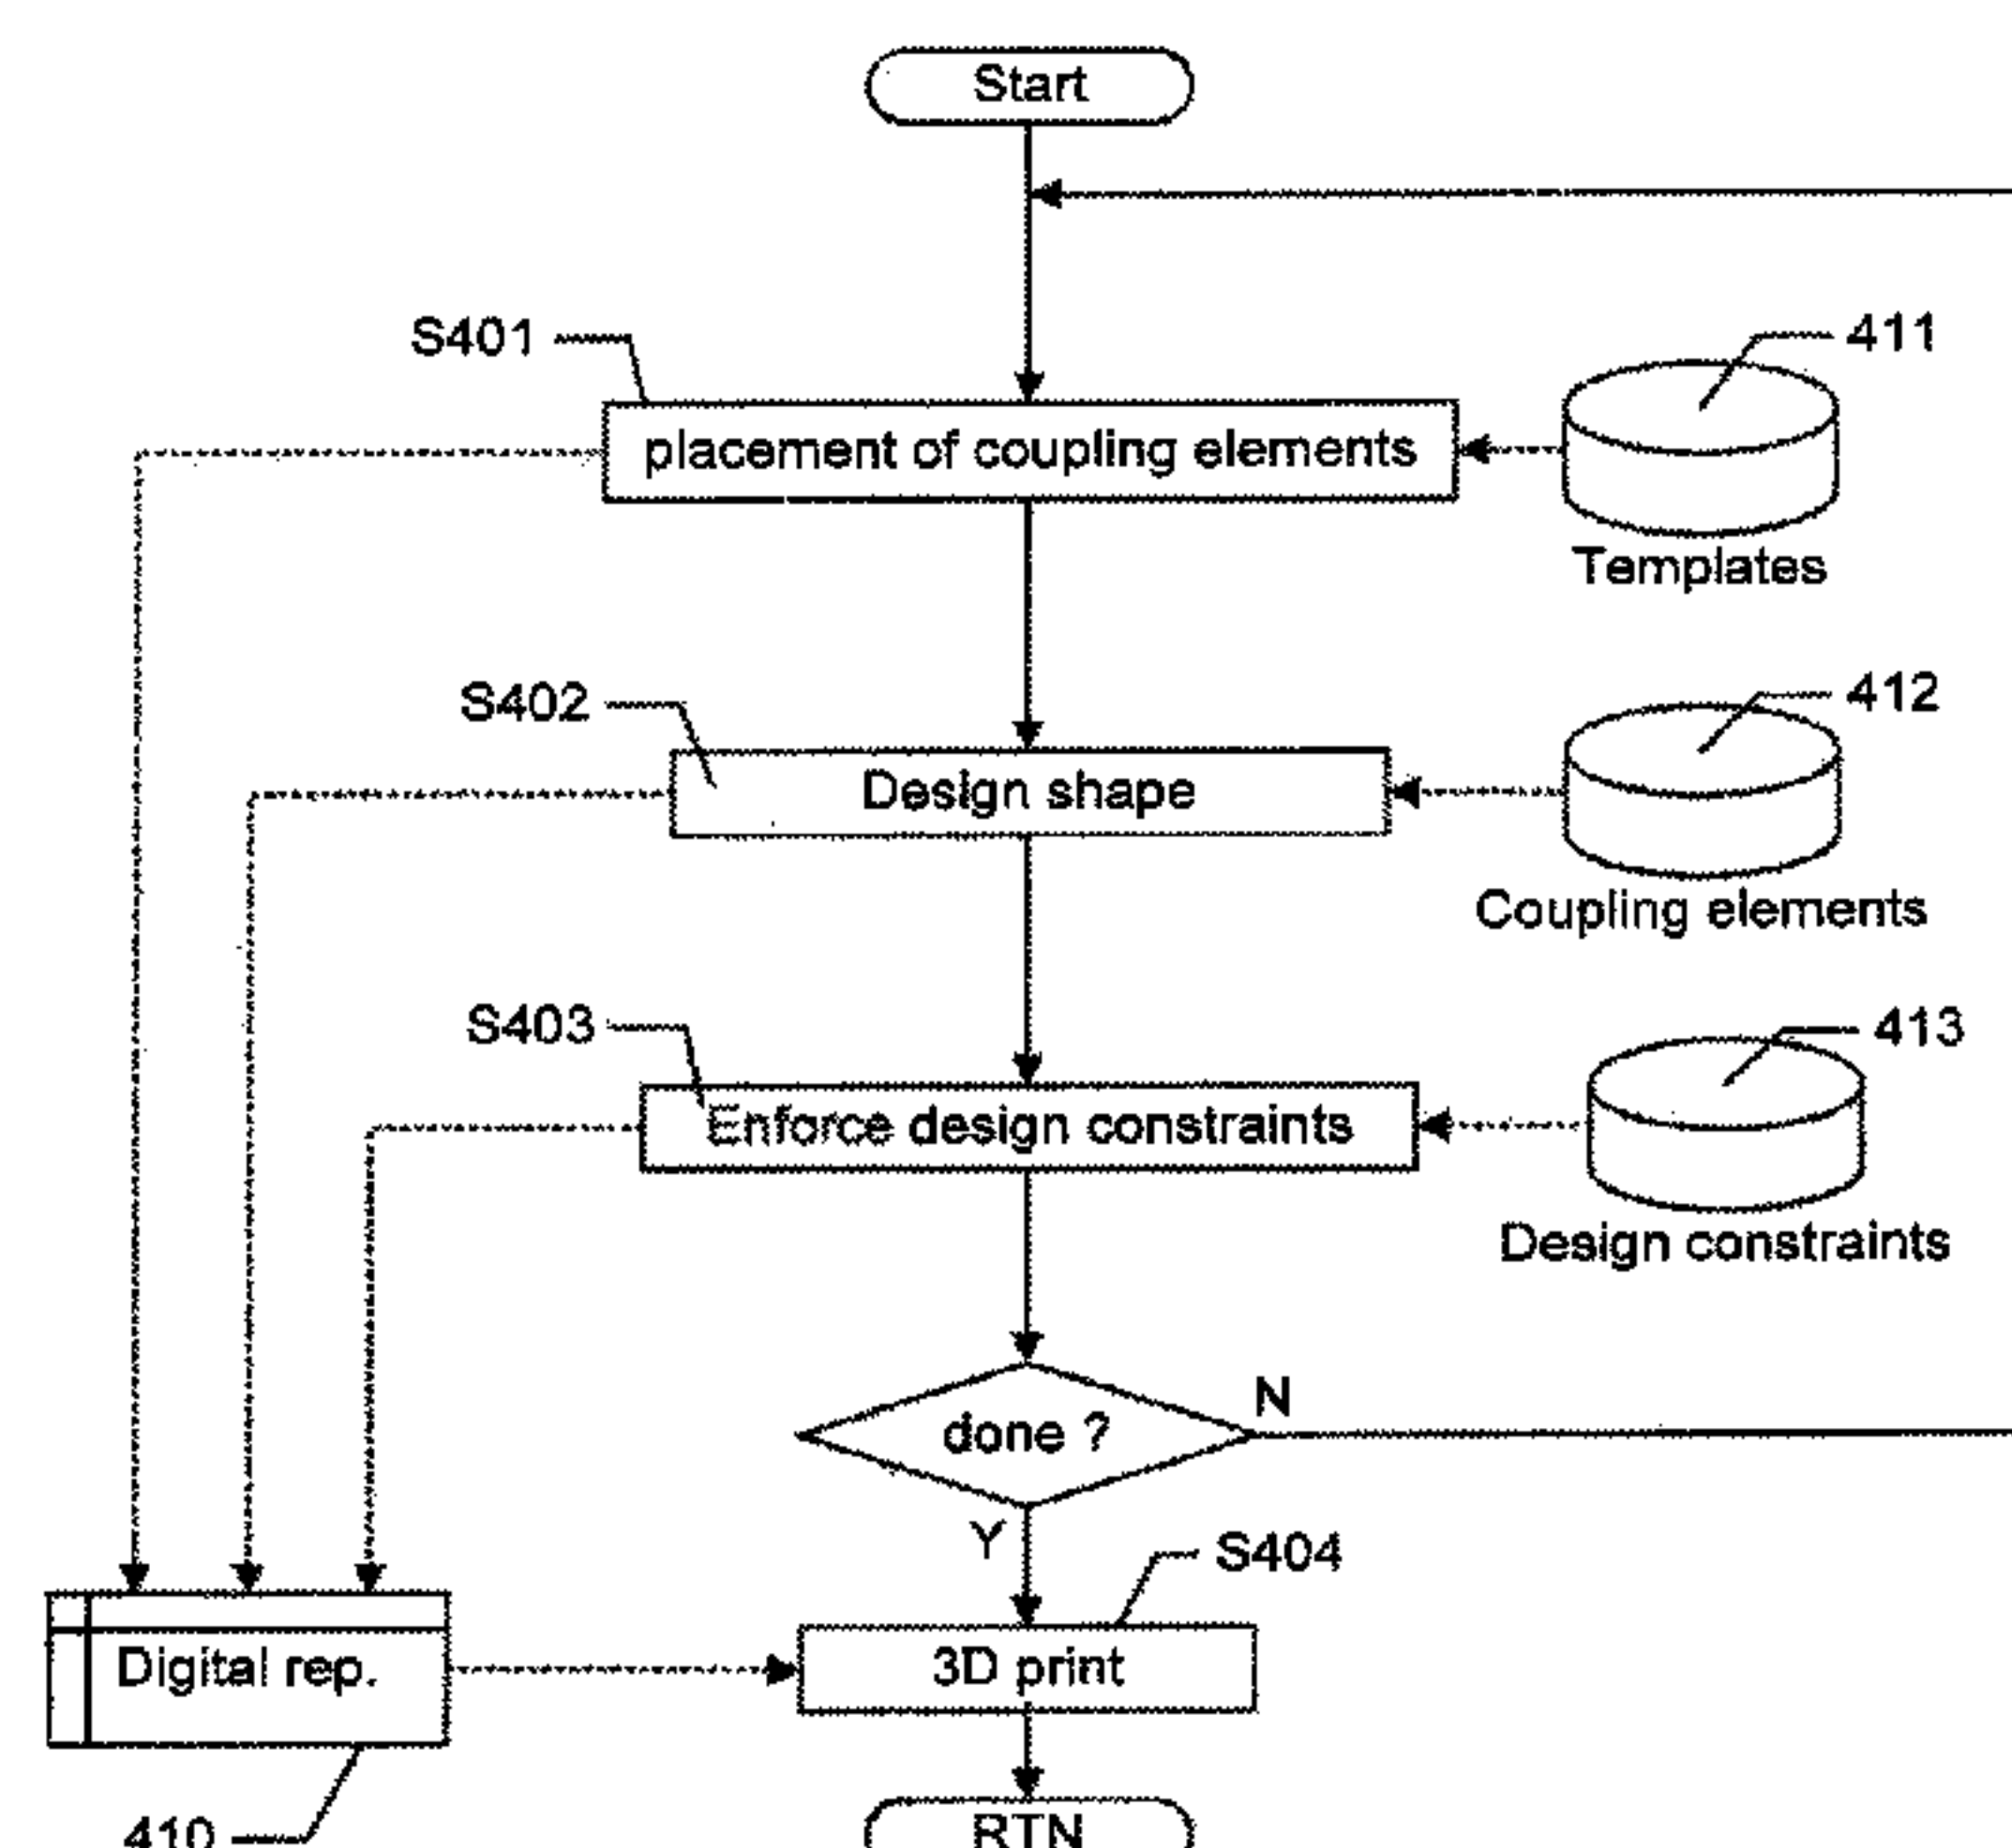 Start
S401
411
placement of coupling elements
Templates
S402
412
Design shape
Coupling elements
S403
413
Enforce design constraints
Design constraints
N
done ?
Y
S404
Digital rep.
3D print
410
RTN